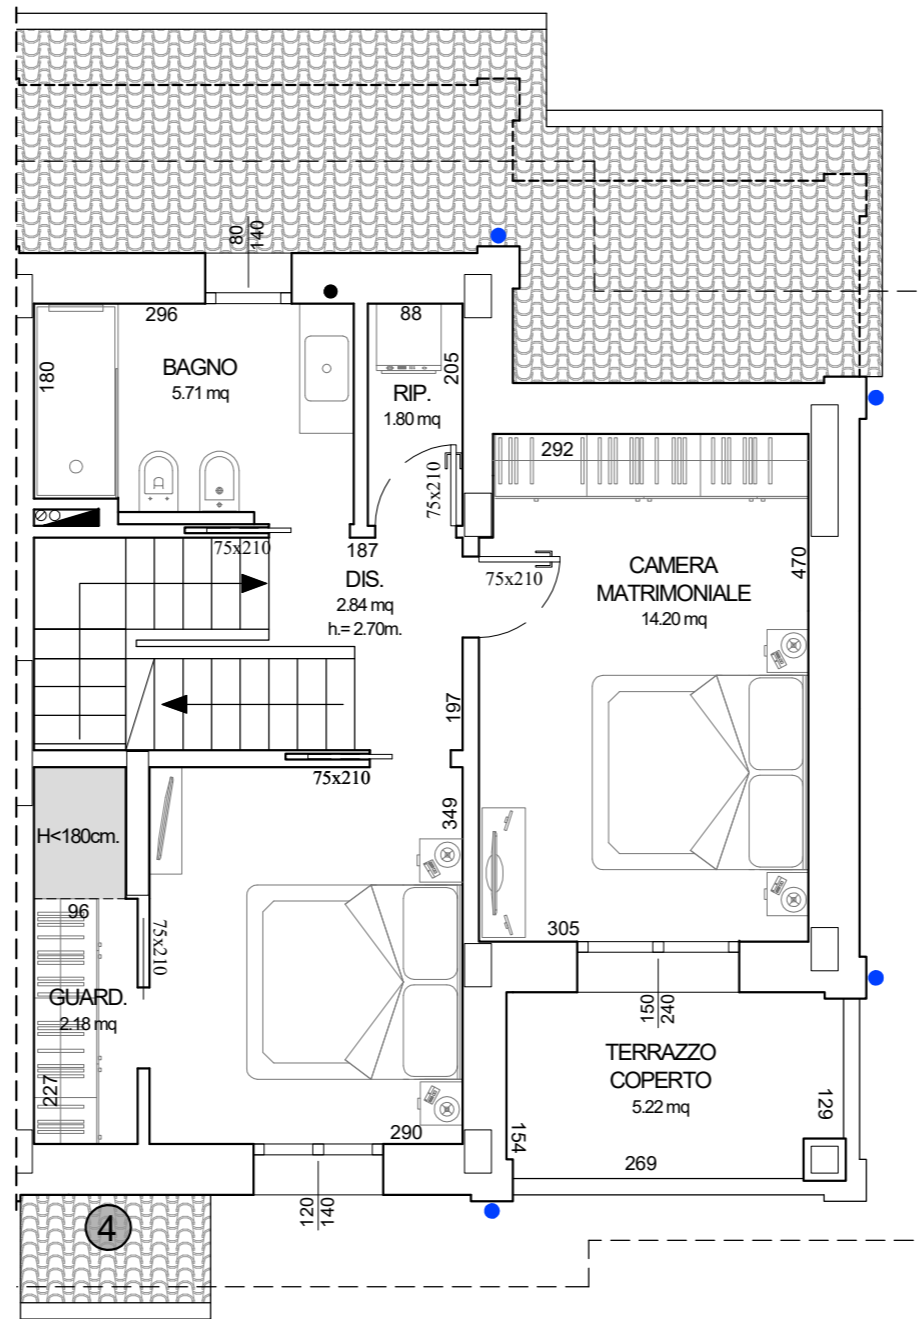 80
140
296
BAGNO
5.71 mq
180
88
205
RIP.
1.80 mq
75x210
292
75x210
187
DIS.
2.84 mq
h.= 2.70m.
75x210
CAMERA
MATRIMONIALE
14.20 mq
470
197
75x210
349
H<180cm.
96
75x210
GUARD.
2.18 mq
227
305
290
150
240
TERRAZZO
COPERTO
5.22 mq
129
154
269
120
140
4